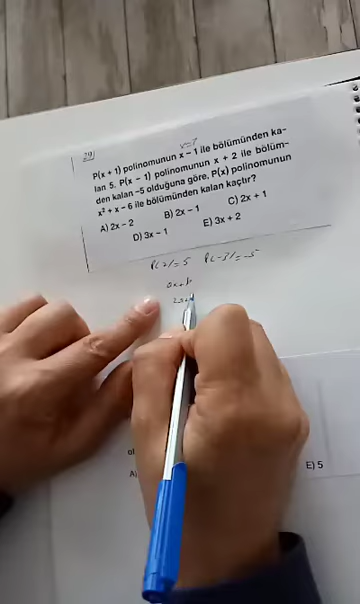 29)
x=1
P(x + 1) polinomunun x – 1 ile bölümünden ka-
lan 5, P(x – 1) polinomunun x + 2 ile bölüm-
den kalan –5 olduğuna göre, P(x) polinomunun
x² + x – 6 ile bölümünden kalan kaçtır?
A) 2x – 2 B) 2x – 1 C) 2x + 1
D) 3x – 1 E) 3x + 2
P(2)=5 P(-3)=-5
ax+b
E) 5